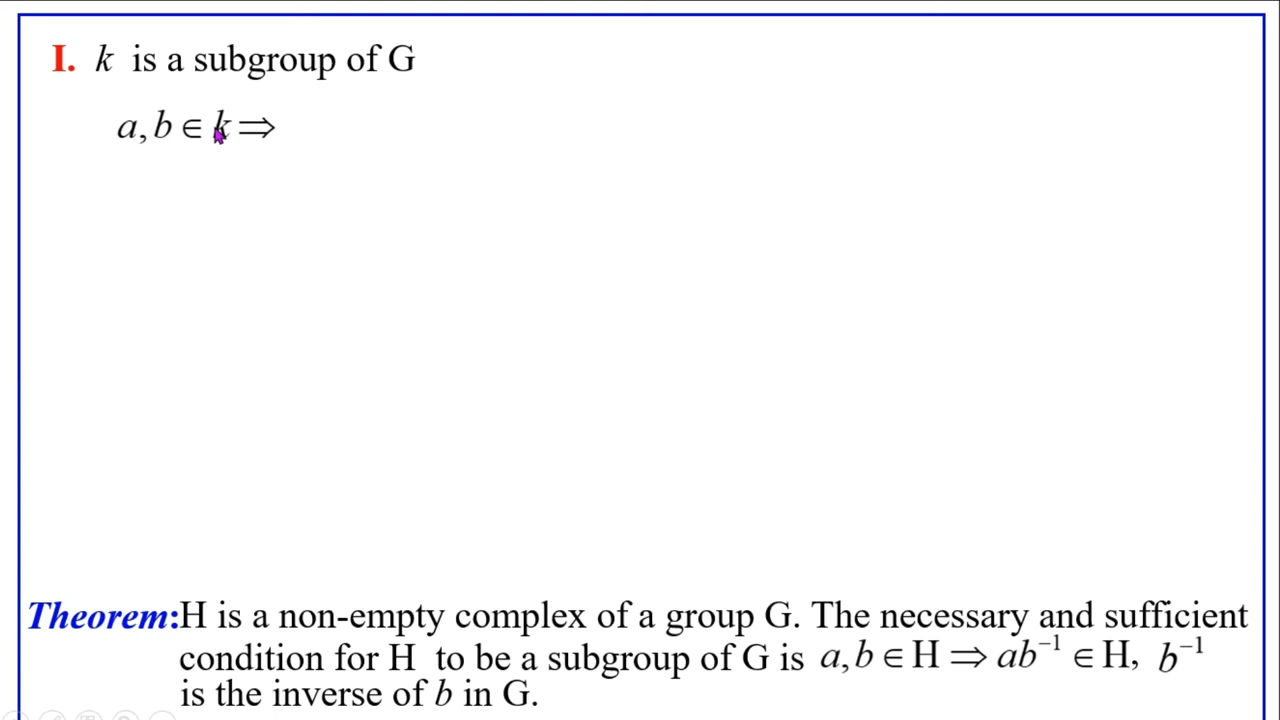 I. k is a subgroup of G
a, b ∈ k ⇒
Theorem: H is a non-empty complex of a group G. The necessary and sufficient
condition for H to be a subgroup of G is a, b ∈ H ⇒ ab⁻¹ ∈ H, b⁻¹
is the inverse of b in G.